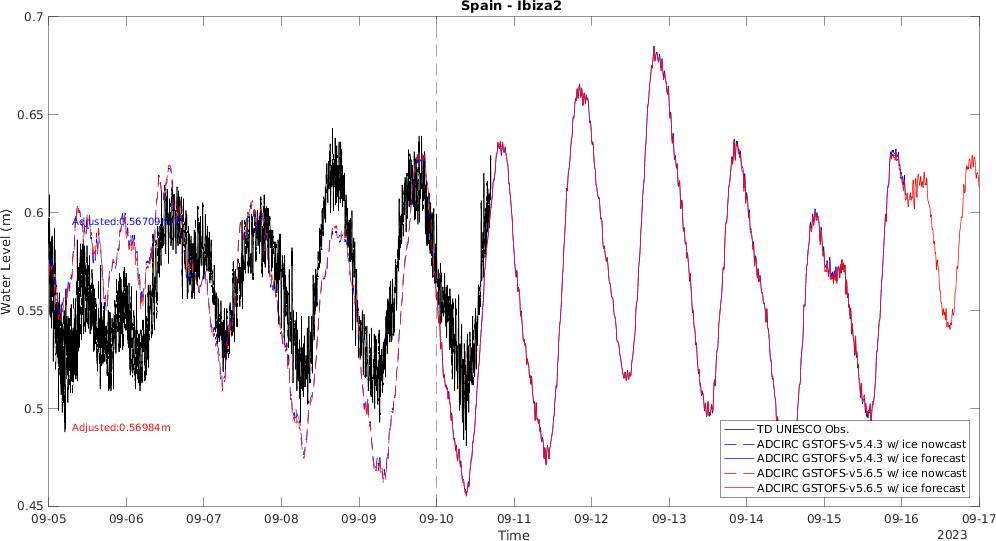 Spain - Ibiza2
0.7
0.65
0.6
0.55
0.5
0.45
Water Level (m)
Adjusted:0.56709m
Adjusted:0.56984m
TD UNESCO Obs.
ADCIRC GSTOFS-v5.4.3 w/ ice nowcast
ADCIRC GSTOFS-v5.4.3 w/ ice forecast
ADCIRC GSTOFS-v5.6.5 w/ ice nowcast
ADCIRC GSTOFS-v5.6.5 w/ ice forecast
09-05 09-06 09-07 09-08 09-09 09-10 09-11 09-12 09-13 09-14 09-15 09-16 09-17
Time
2023